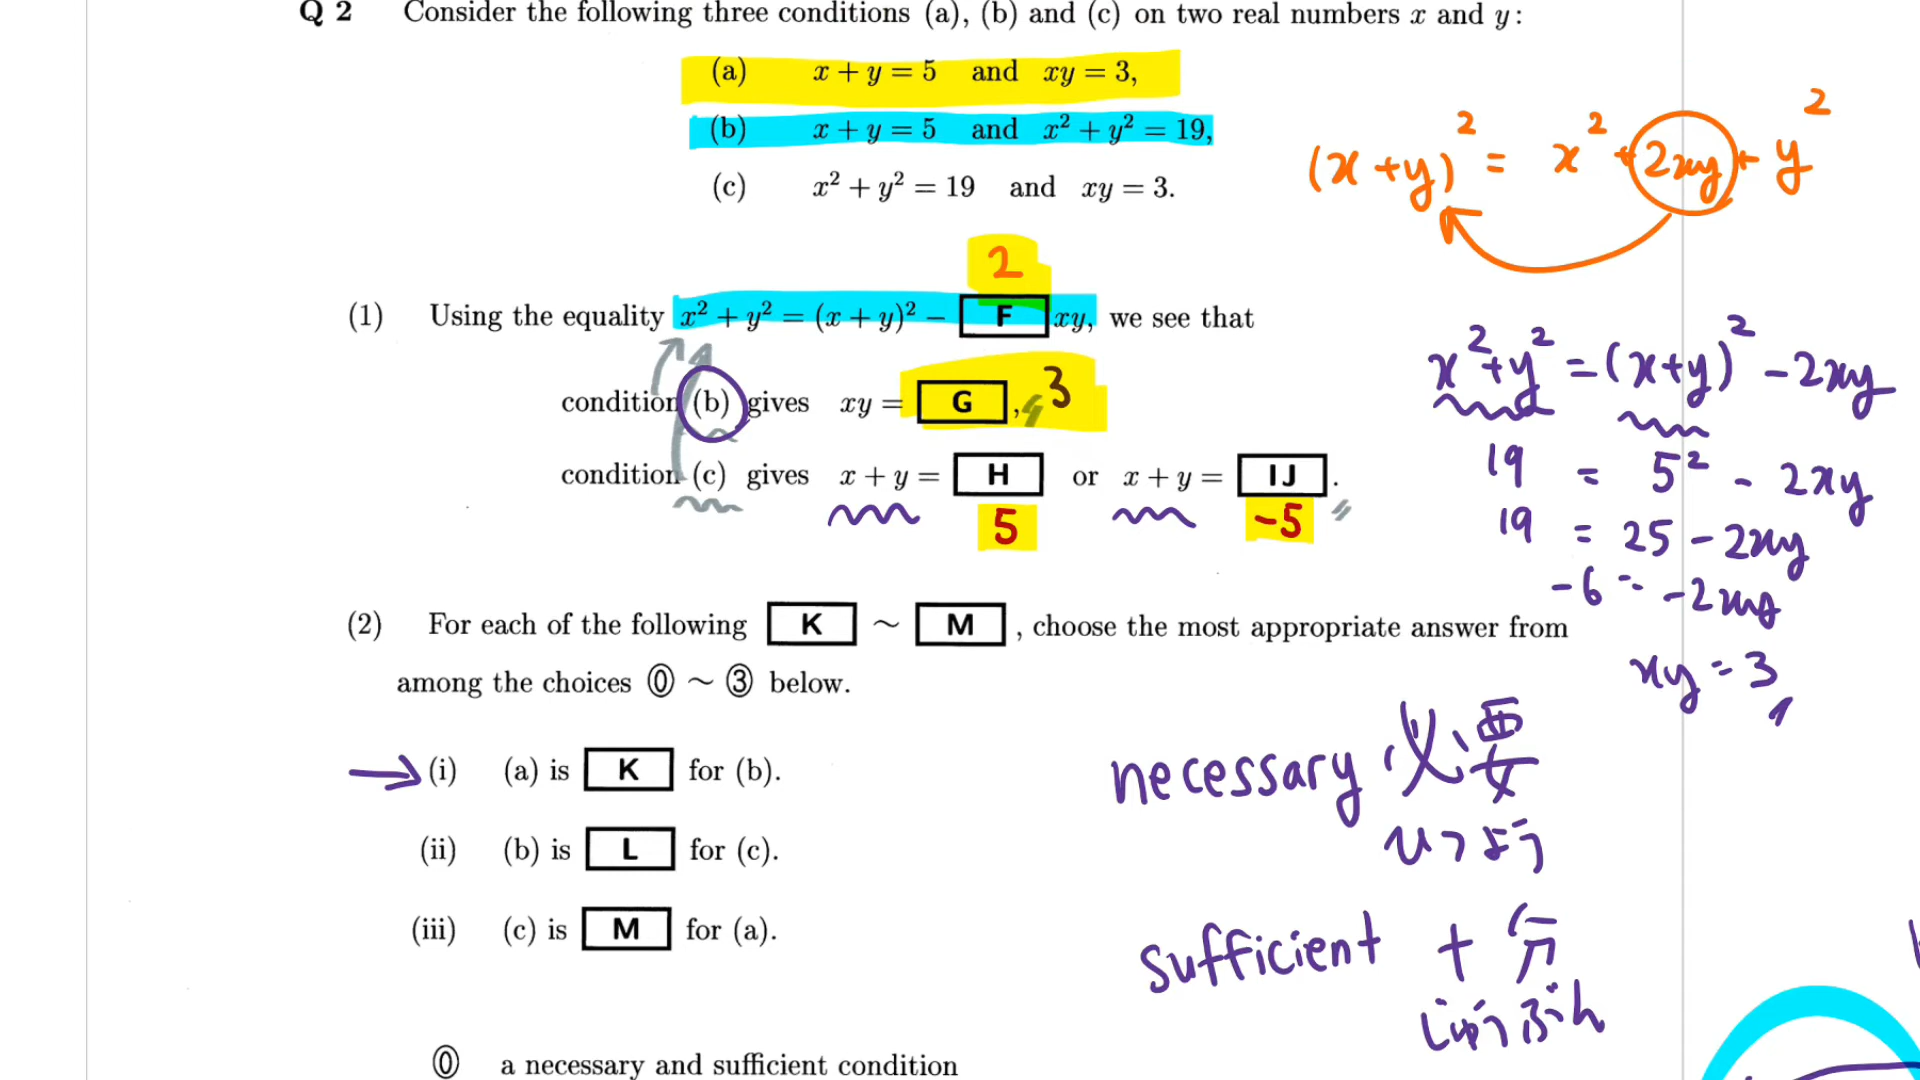 Q 2 Consider the following three conditions (a), (b) and (c) on two real numbers x and y:
(a) x + y = 5 and xy = 3,
(b) x + y = 5 and x² + y² = 19,
(c) x² + y² = 19 and xy = 3.
(x + y)² = x² + 2xy + y²
2
(1) Using the equality x² + y² = (x + y)² − F xy, we see that
condition (b) gives xy = G , 3
condition (c) gives x + y = H or x + y = IJ .
5 -5
x² + y² = (x+y)² - 2xy
19 = 5² - 2xy
19 = 25 - 2xy
-6 = -2xy
xy = 3
(2) For each of the following K ~ M , choose the most appropriate answer from
among the choices ⓪ ~ ③ below.
(i) (a) is K for (b).
(ii) (b) is L for (c).
(iii) (c) is M for (a).
necessary 必要
ひつよう
sufficient 十分
じゅうぶん
⓪ a necessary and sufficient condition